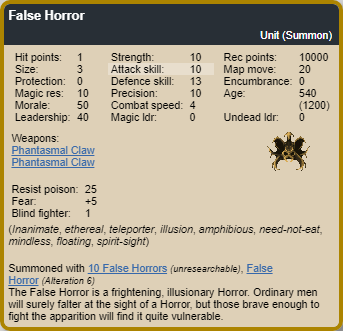 False Horror
Unit (Summon)
Hit points: 1 Strength: 10 Rec points: 10000
Size: 3 Attack skill: 10 Map move: 20
Protection: 0 Defence skill: 13 Encumbrance: 0
Magic res: 10 Precision: 10 Age: 540
Morale: 50 Combat speed: 4 (1200)
Leadership: 40 Magic ldr: 0 Undead ldr: 0
Weapons:
Phantasmal Claw
Phantasmal Claw
Resist poison: 25
Fear: +5
Blind fighter: 1
(Inanimate, ethereal, teleporter, illusion, amphibious, need-not-eat,
mindless, floating, spirit-sight)
Summoned with 10 False Horrors (unresearchable), False
Horror (Alteration 6)
The False Horror is a frightening, illusionary Horror. Ordinary men
will surely falter at the sight of a Horror, but those brave enough to
fight the apparition will find it quite vulnerable.